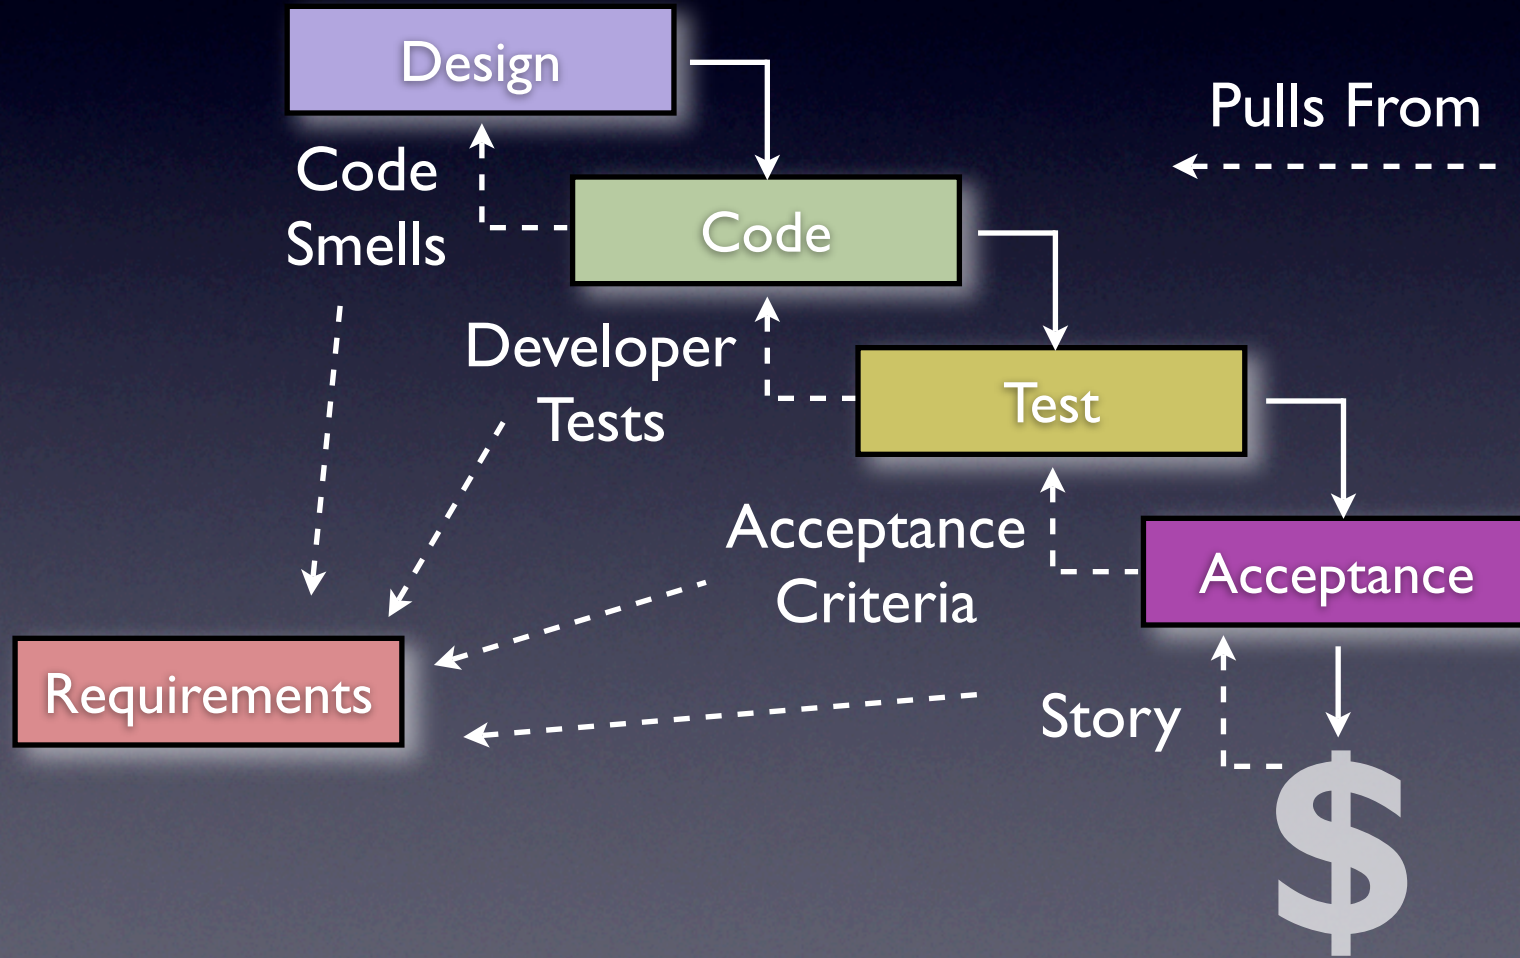 Design
Pulls From
Code
Smells
Code
Developer
Tests
Test
Acceptance
Criteria
Acceptance
Requirements
Story
$